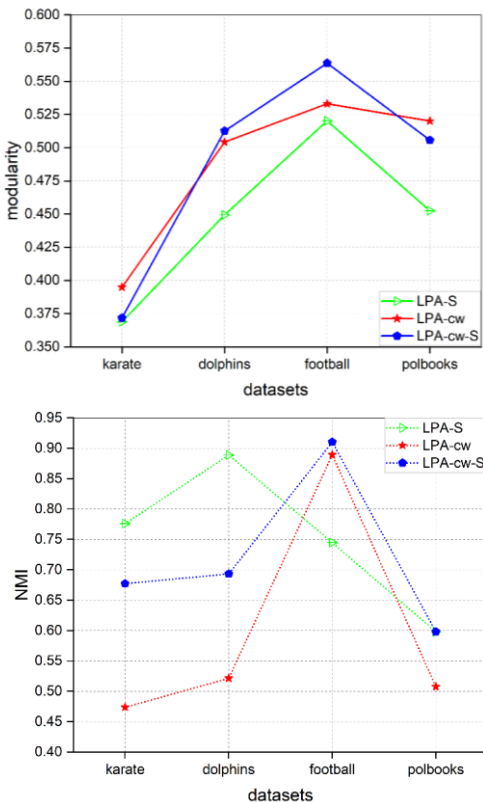 0.600
0.575
0.550
0.525
0.500
0.475
0.450
0.425
0.400
0.375
0.350
modularity
LPA-S
LPA-cw
LPA-cw-S
karate dolphins football polbooks
datasets
0.95
0.90
0.85
0.80
0.75
0.70
0.65
0.60
0.55
0.50
0.45
0.40
NMI
LPA-S
LPA-cw
LPA-cw-S
karate dolphins football polbooks
datasets